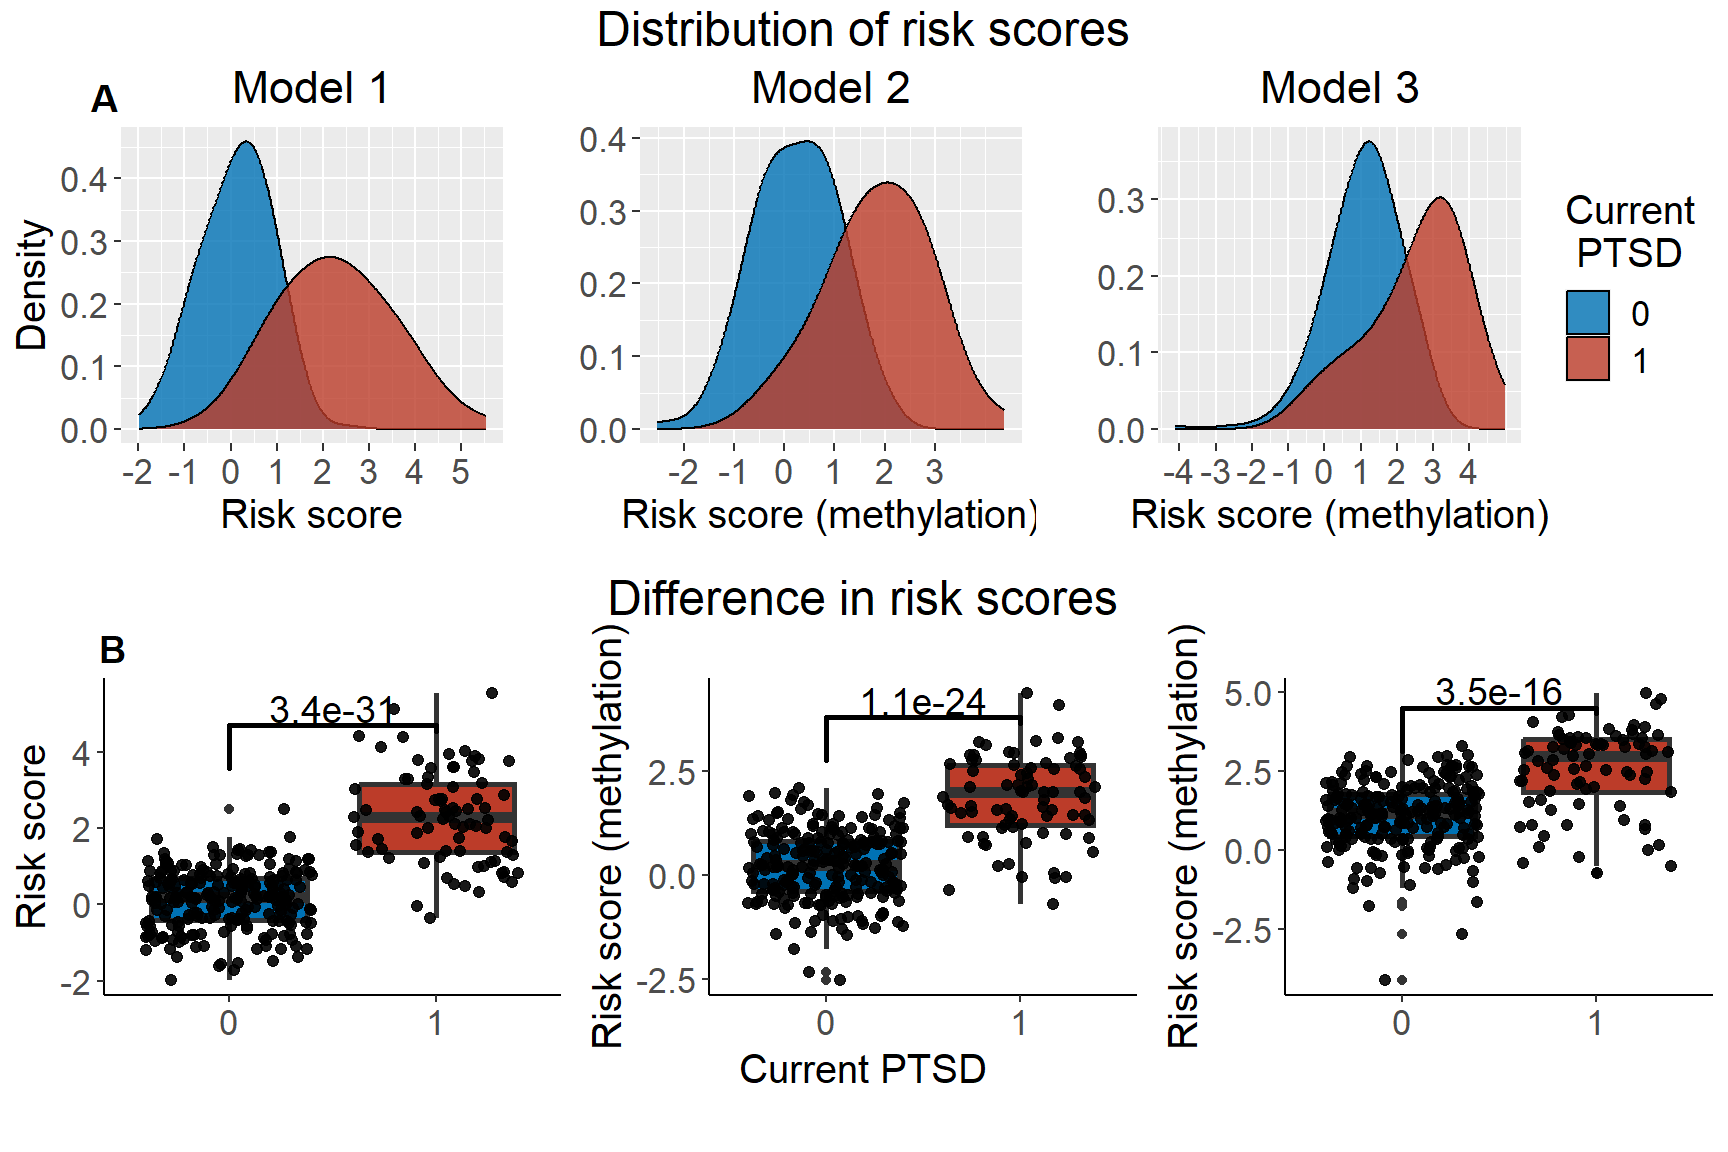 Distribution of risk scores
A
Model 1
Model 2
Model 3
Density
0.4
0.3
0.2
0.1
0.0
-2 -1 0 1 2 3 4 5
Risk score
0.4
0.3
0.2
0.1
0.0
-2 -1 0 1 2 3
Risk score (methylation)
0.3
0.2
0.1
0.0
-4 -3 -2 -1 0 1 2 3 4
Risk score (methylation)
Current
PTSD
0
1
Difference in risk scores
B
Risk score
4
2
0
-2
3.4e-31
0 1
Risk score (methylation)
2.5
0.0
-2.5
1.1e-24
0 1
Risk score (methylation)
5.0
2.5
0.0
-2.5
3.5e-16
0 1
Current PTSD